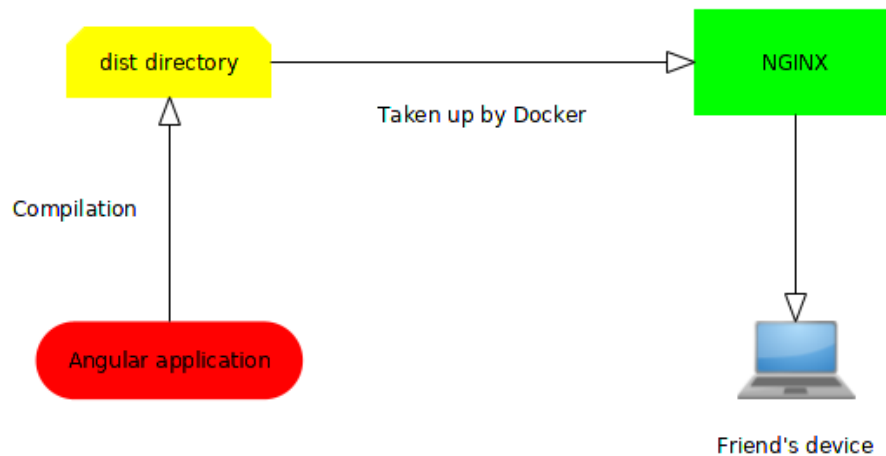 dist directory
NGINX
Taken up by Docker
Compilation
Angular application
Friend's device